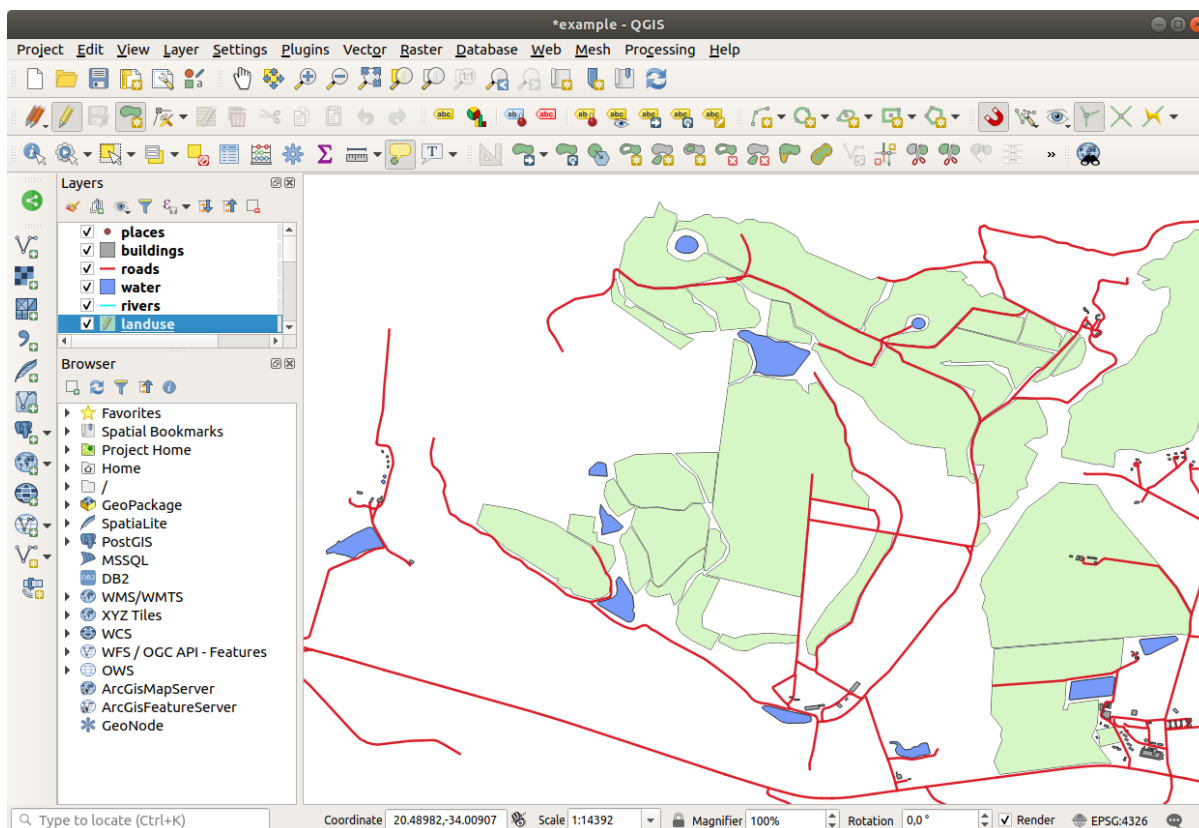 *example - QGIS
Project Edit View Layer Settings Plugins Vector Raster Database Web Mesh Processing Help
Layers
places
buildings
roads
water
rivers
landuse
Browser
Favorites
Spatial Bookmarks
Project Home
Home
/
GeoPackage
SpatiaLite
PostGIS
MSSQL
DB2
WMS/WMTS
XYZ Tiles
WCS
WFS / OGC API - Features
OWS
ArcGisMapServer
ArcGisFeatureServer
GeoNode
Type to locate (Ctrl+K) Coordinate 20.48982,-34.00907 Scale 1:14392 Magnifier 100% Rotation 0,0 ° Render EPSG:4326